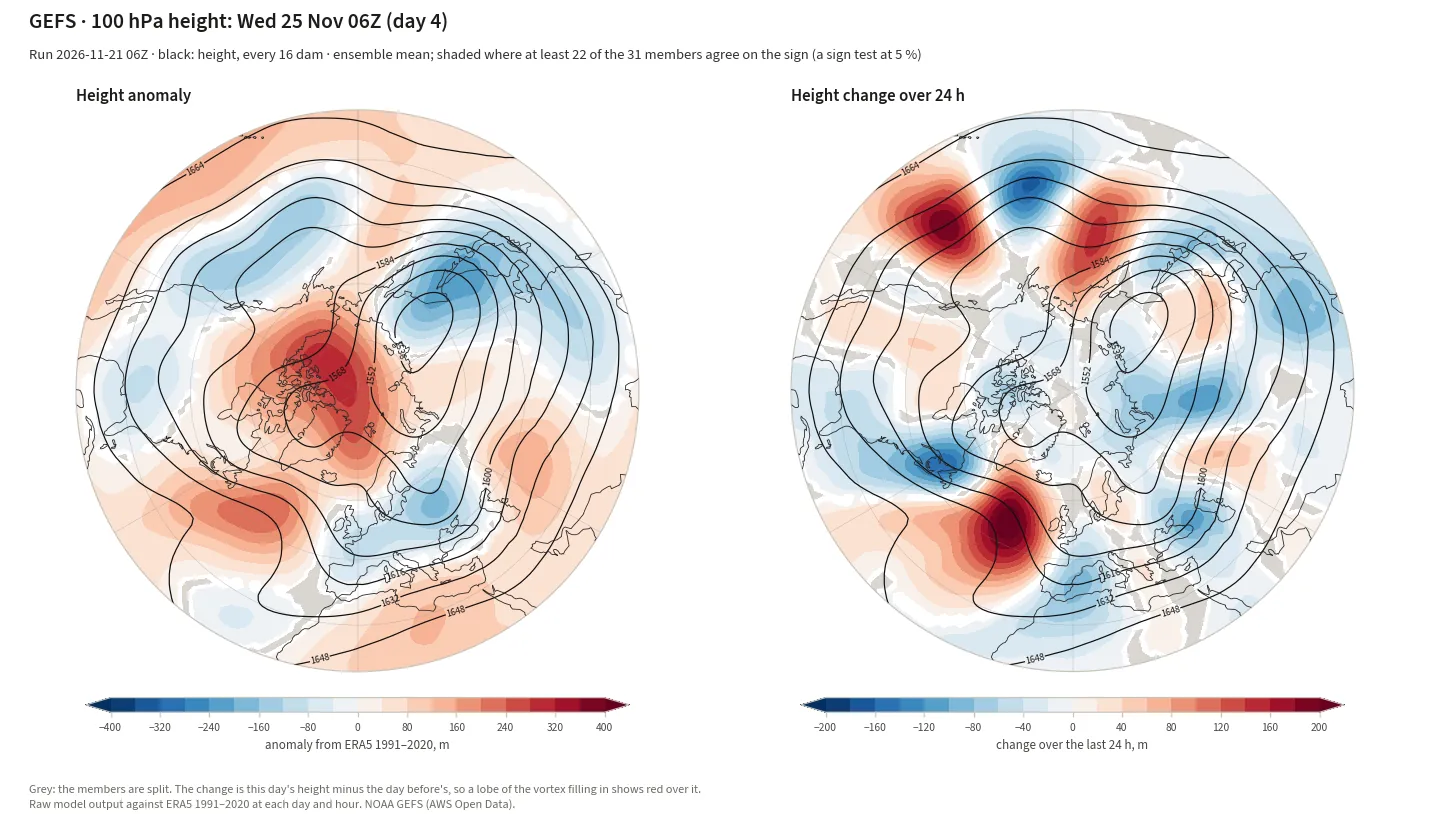 GEFS · 100 hPa height: Wed 25 Nov 06Z (day 4)
Run 2026-11-21 06Z · black: height, every 16 dam · ensemble mean; shaded where at least 22 of the 31 members agree on the sign (a sign test at 5 %)
Height anomaly
Height change over 24 h
1664
1584
1568
1552
1600
1616
1632
1648
1648
1664
1584
1568
1552
1600
1616
1632
1648
1648
−400 −320 −240 −160 −80 0 80 160 240 320 400
anomaly from ERA5 1991–2020, m
−200 −160 −120 −80 −40 0 40 80 120 160 200
change over the last 24 h, m
Grey: the members are split. The change is this day's height minus the day before's, so a lobe of the vortex filling in shows red over it.
Raw model output against ERA5 1991–2020 at each day and hour. NOAA GEFS (AWS Open Data).